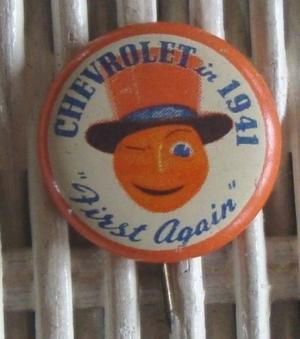 CHEVROLET in 1941
"First Again"